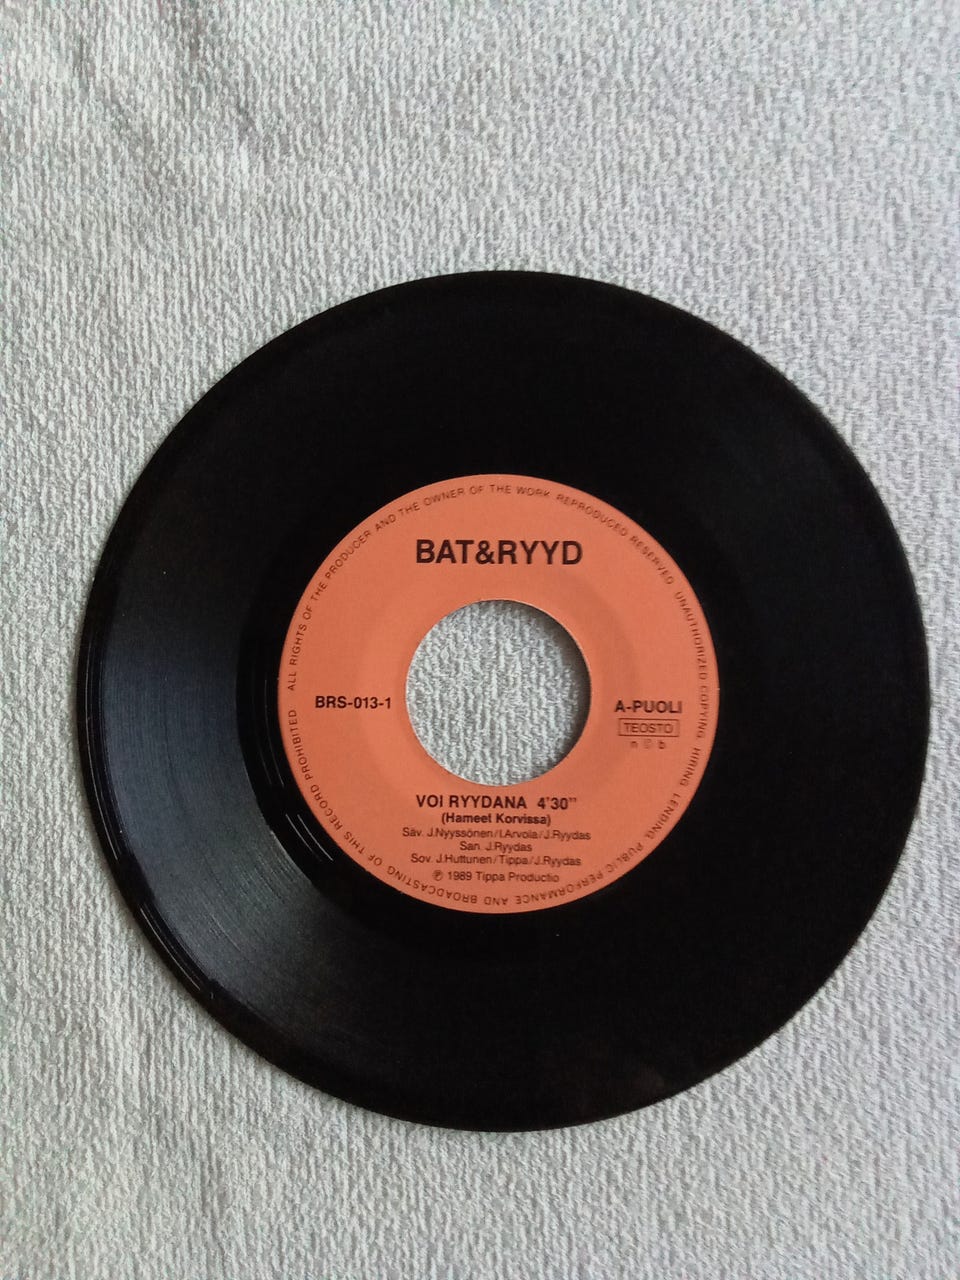 ALL RIGHTS OF THE PRODUCER AND THE OWNER OF THE WORK REPRODUCED RESERVED UNAUTHORIZED COPYING, HIRING, LENDING, PUBLIC PERFORMANCE AND BROADCASTING OF THIS RECORD PROHIBITED
BAT&RYYD
BRS-013-1
A-PUOLI
TEOSTO
n b
VOI RYYDANA 4'30"
(Hameet Korvissa)
Säv. J.Nyyssönen/I.Arvola/J.Ryydas
San. J.Ryydas
Sov. J.Huttunen/Tippa/J.Ryydas
℗ 1989 Tippa Productio